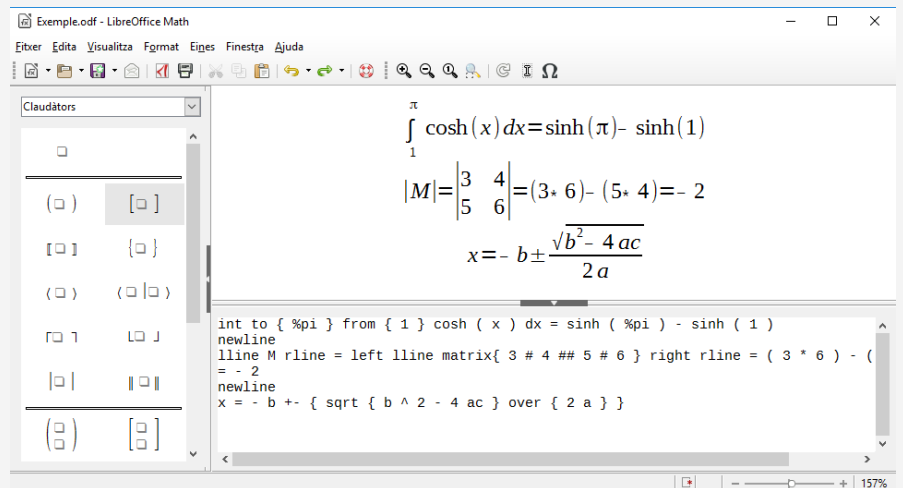 Exemple.odf - LibreOffice Math
Fitxer Edita Visualitza Format Eines Finestra Ajuda
Claudàtors
π
∫ cosh(x)dx=sinh(π)- sinh(1)
1
|M|=|3 4
5 6|=(3* 6)- (5* 4)=- 2
x=- b±√b²- 4 ac
2 a
int to { %pi } from { 1 } cosh ( x ) dx = sinh ( %pi ) - sinh ( 1 )
newline
lline M rline = left lline matrix{ 3 # 4 ## 5 # 6 } right rline = ( 3 * 6 ) - (
= - 2
newline
x = - b +- { sqrt { b ^ 2 - 4 ac } over { 2 a } }
157%